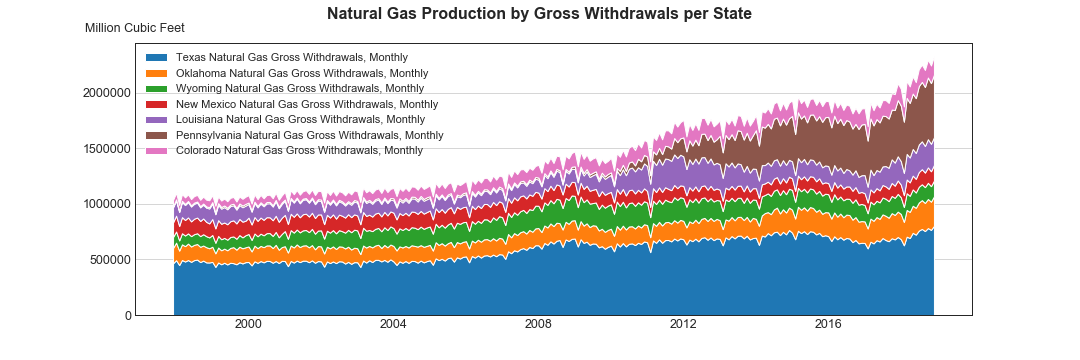 Natural Gas Production by Gross Withdrawals per State
Million Cubic Feet
Texas Natural Gas Gross Withdrawals, Monthly
Oklahoma Natural Gas Gross Withdrawals, Monthly
Wyoming Natural Gas Gross Withdrawals, Monthly
New Mexico Natural Gas Gross Withdrawals, Monthly
Louisiana Natural Gas Gross Withdrawals, Monthly
Pennsylvania Natural Gas Gross Withdrawals, Monthly
Colorado Natural Gas Gross Withdrawals, Monthly
2000000
1500000
1000000
500000
0
2000 2004 2008 2012 2016